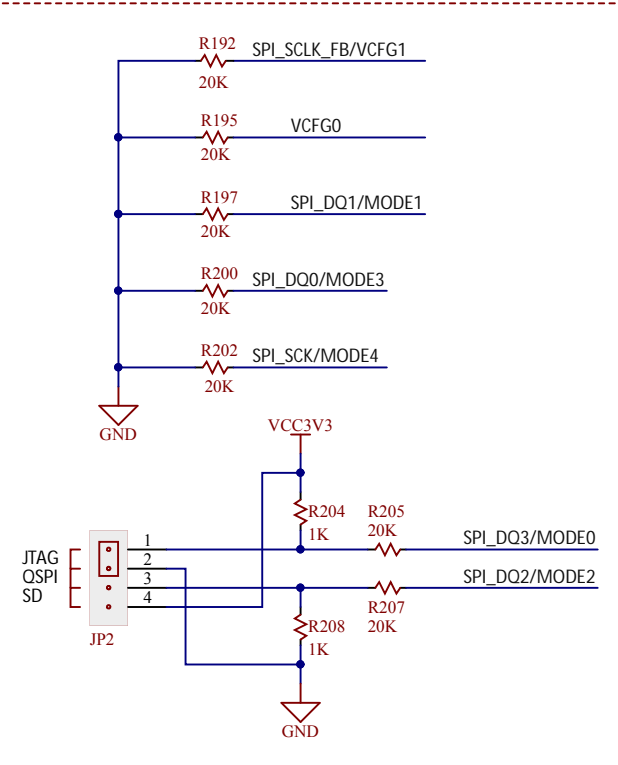 R192 SPI_SCLK_FB/VCFG1
20K
R195 VCFG0
20K
R197 SPI_DQ1/MODE1
20K
R200 SPI_DQ0/MODE3
20K
R202 SPI_SCK/MODE4
20K
GND
VCC3V3
R204
1K
R205
20K
SPI_DQ3/MODE0
JTAG
QSPI
SD
1
2
3
4
JP2
SPI_DQ2/MODE2
R207
20K
R208
1K
GND